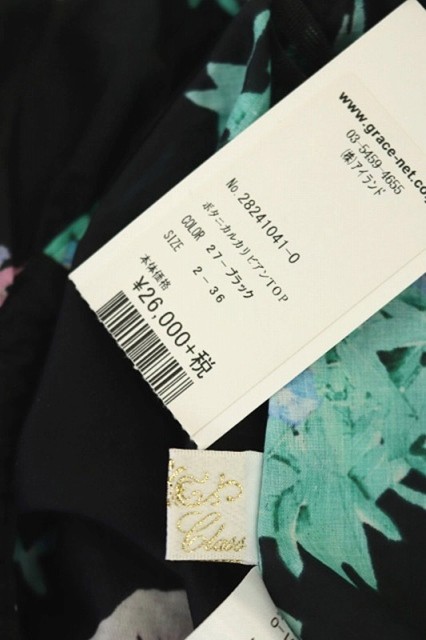 www.grace-net.co
03-5459-4655
㈱アイランド
No.28241041-0
ボタニカルカリビアンTOP
COLOR 27-ブラック
SIZE 2-36
本体価格
¥26,000+税
Class
0-